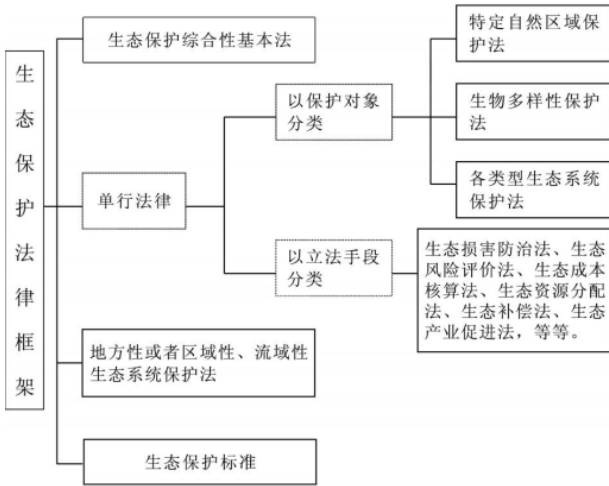 生态保护法律框架
生态保护综合性基本法
单行法律
以保护对象
分类
特定自然区域保
护法
生物多样性保护
法
各类型生态系统
保护法
以立法手段
分类
生态损害防治法、生态
风险评价法、生态成本
核算法、生态资源分配
法、生态补偿法、生态
产业促进法，等等。
地方性或者区域性、流域性
生态系统保护法
生态保护标准